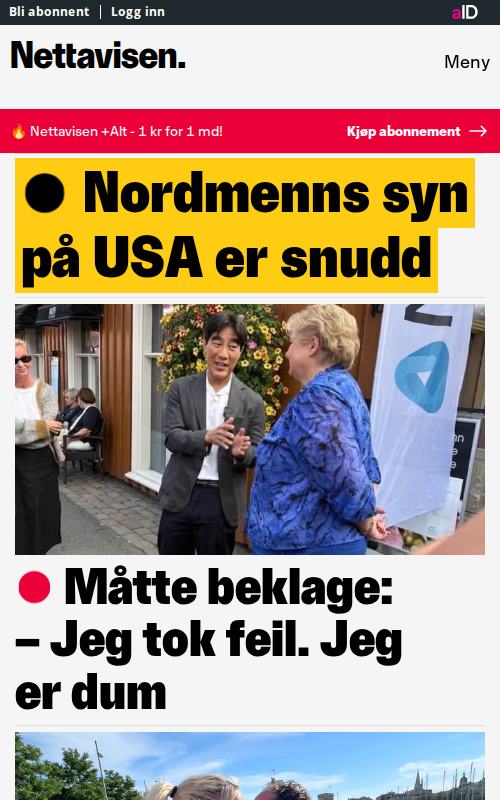 Bli abonnent | Logg inn
aID
Nettavisen.
Meny
🔥 Nettavisen +Alt - 1 kr for 1 md!
Kjøp abonnement →
Nordmenns syn
på USA er snudd
Måtte beklage:
– Jeg tok feil. Jeg
er dum